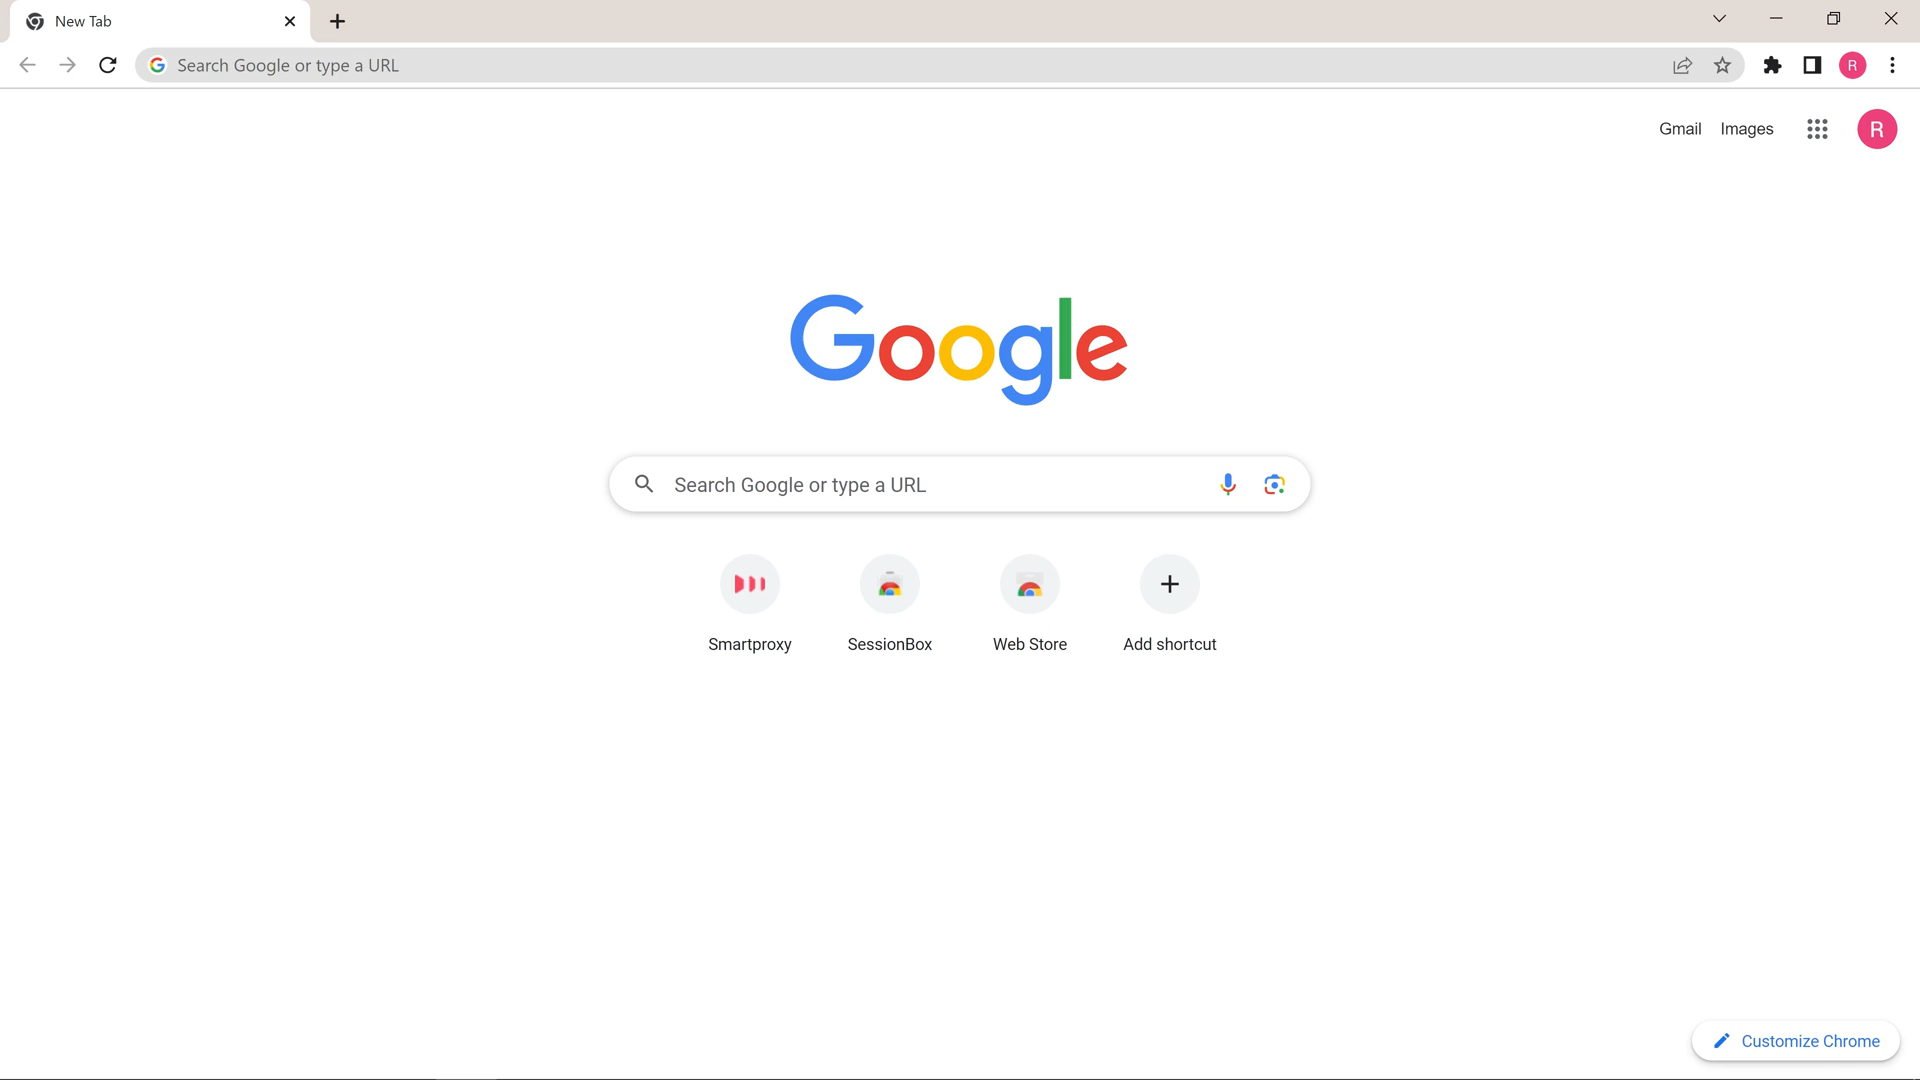 New Tab
Search Google or type a URL
R
Gmail Images R
Google
Search Google or type a URL
Smartproxy SessionBox Web Store Add shortcut
Customize Chrome